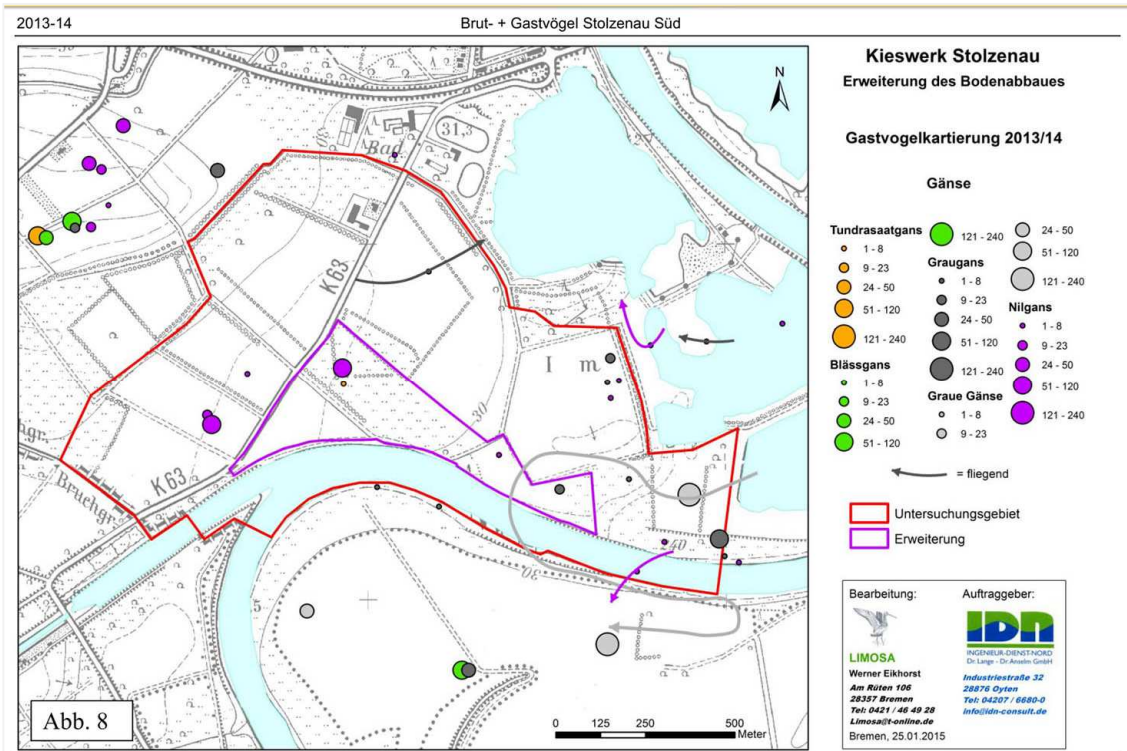 2013-14
Brut- + Gastvögel Stolzenau Süd
Kieswerk Stolzenau
Erweiterung des Bodenabbaues
Gastvogelkartierung 2013/14
Gänse
Tundrasaatgans
1 - 8
9 - 23
24 - 50
51 - 120
121 - 240
Blässgans
1 - 8
9 - 23
24 - 50
51 - 120
121 - 240
Graugans
1 - 8
9 - 23
24 - 50
51 - 120
121 - 240
Graue Gänse
1 - 8
9 - 23
24 - 50
51 - 120
121 - 240
Nilgans
1 - 8
9 - 23
24 - 50
51 - 120
121 - 240
= fliegend
Untersuchungsgebiet
Erweiterung
Bearbeitung:
LIMOSA
Werner Eikhorst
Am Rüten 106
28357 Bremen
Tel: 0421 / 46 49 28
Limosa@t-online.de
Bremen, 25.01.2015
Auftraggeber:
IDN
INGENIEUR-DIENST-NORD
Dr. Lange - Dr. Anselm GmbH
Industriestraße 32
28876 Oyten
Tel: 04207 / 6680-0
info@idn-consult.de
N
31,3
Bad
K 63
I m
30
K 63
Bruchgr.
30
Abb. 8
0 125 250 500
Meter